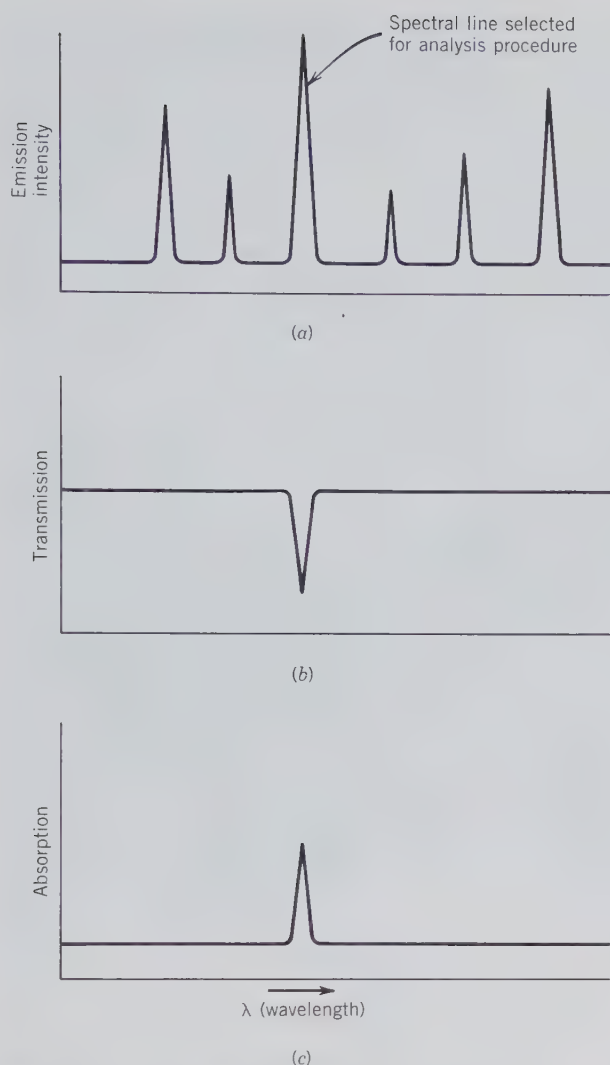 Spectral line selected
for analysis procedure
Emission
intensity
(a)
Transmission
(b)
Absorption
λ (wavelength)
(c)